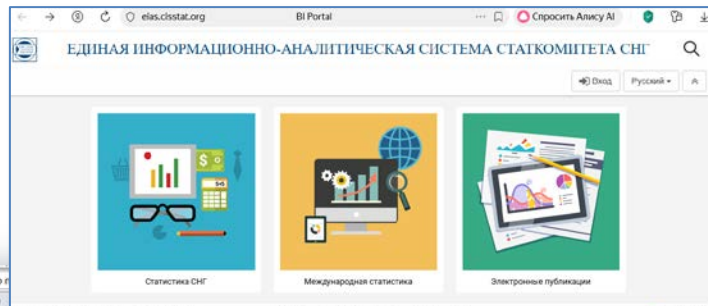 eias.cisstat.org BI Portal Спросить Алису AI
ЕДИНАЯ ИНФОРМАЦИОННО-АНАЛИТИЧЕСКАЯ СИСТЕМА СТАТКОМИТЕТА СНГ
Вход Русский
Статистика СНГ Международная статистика Электронные публикации